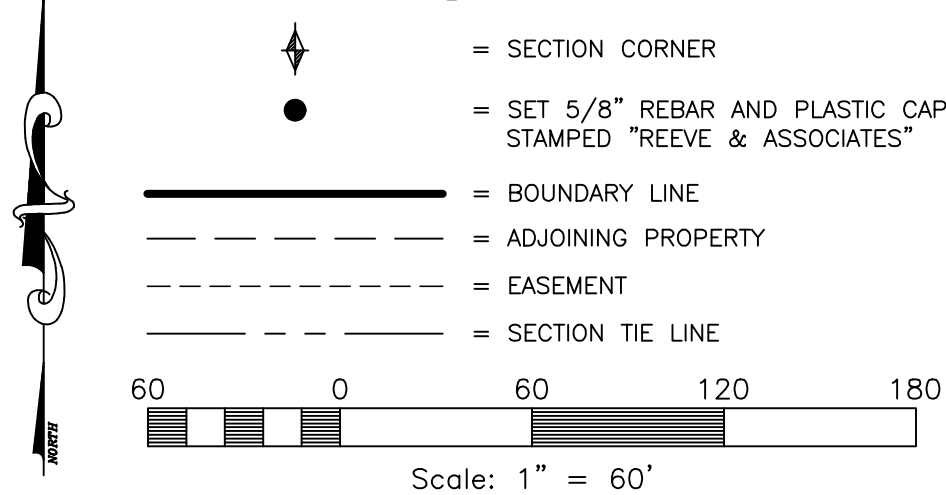 = SECTION CORNER
= SET 5/8" REBAR AND PLASTIC CAP
STAMPED "REEVE & ASSOCIATES"
= BOUNDARY LINE
= ADJOINING PROPERTY
= EASEMENT
= SECTION TIE LINE
60 0 60 120 180
NORTH
Scale: 1" = 60'